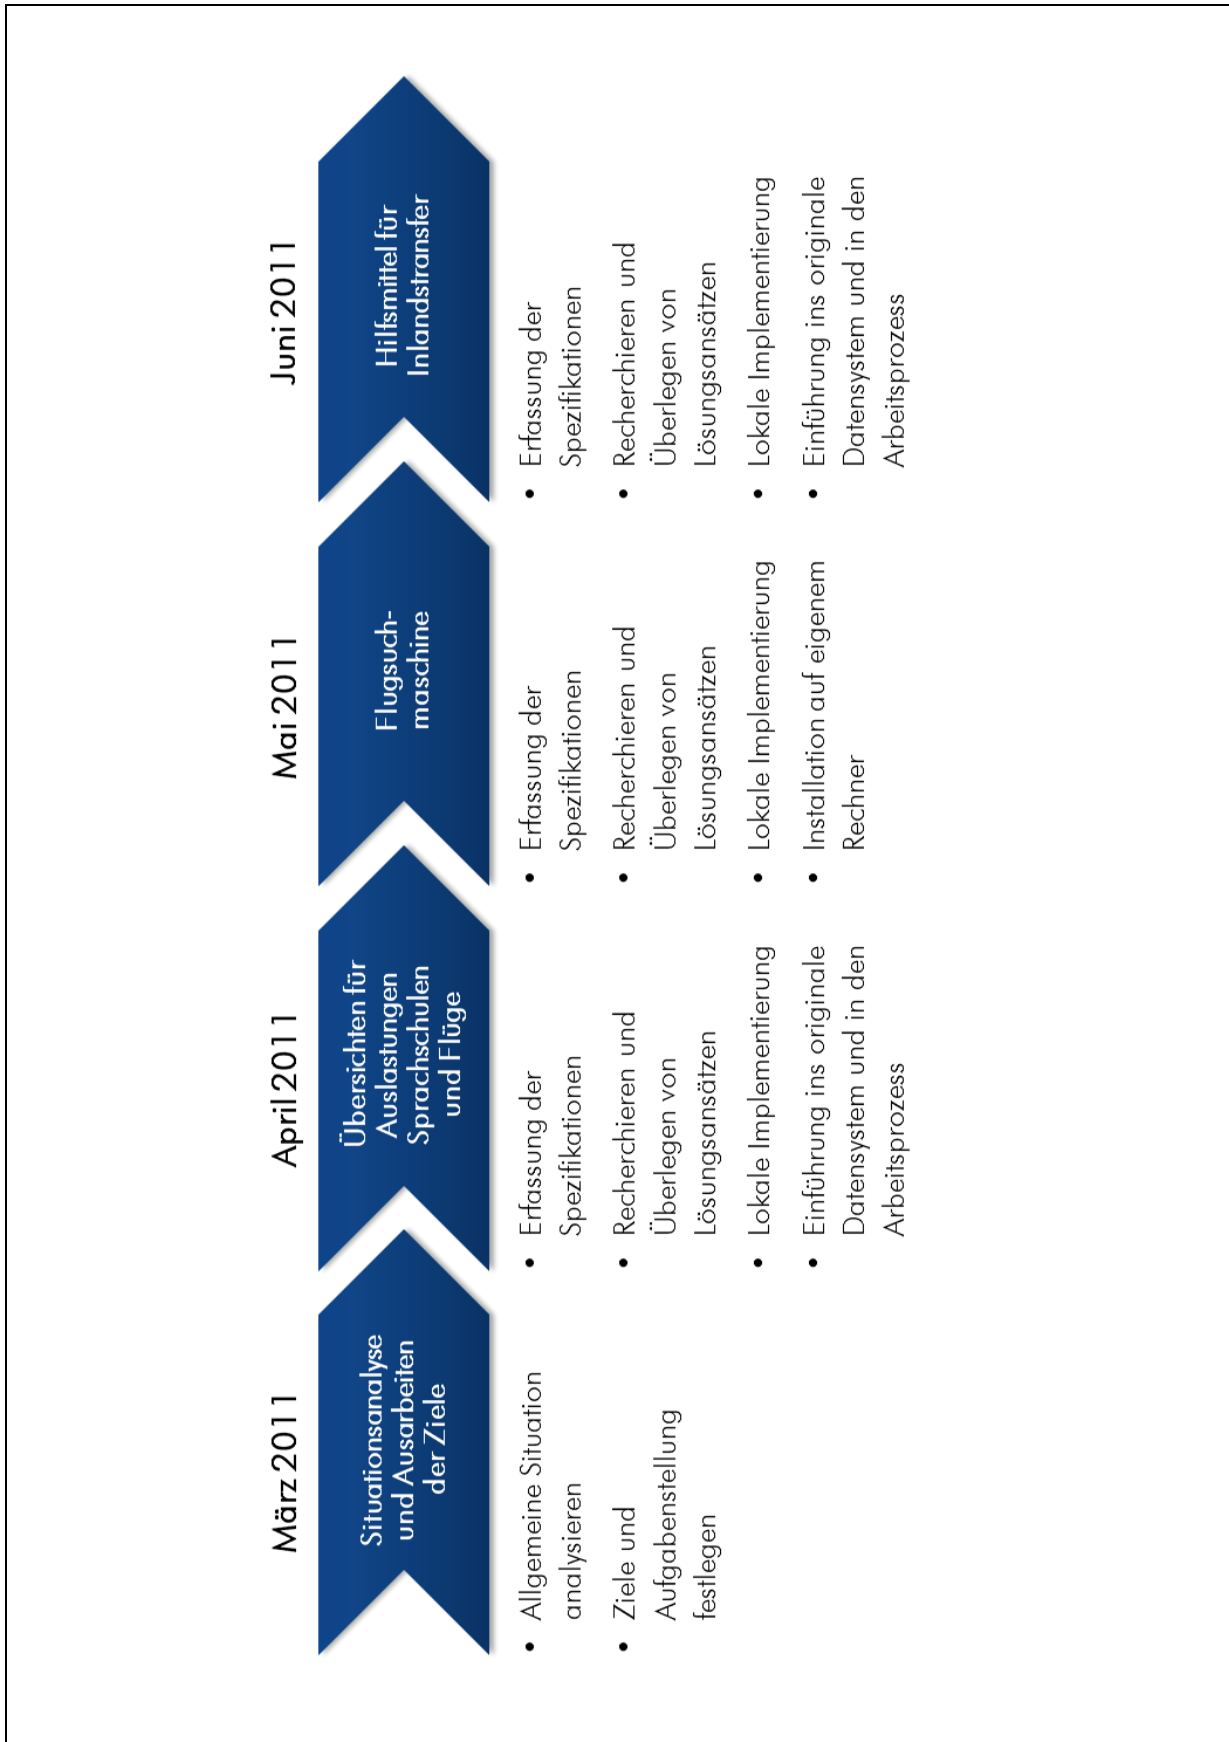 März 2011
Situationsanalyse
und Ausarbeiten
der Ziele
• Allgemeine Situation
analysieren
• Ziele und
Aufgabenstellung
festlegen
April 2011
Übersichten für
Auslastungen
Sprachschulen
und Flüge
• Erfassung der
Spezifikationen
• Recherchieren und
Überlegen von
Lösungsansätzen
• Lokale Implementierung
• Einführung ins originale
Datensystem und in den
Arbeitsprozess
Mai 2011
Flugsuch-
maschine
• Erfassung der
Spezifikationen
• Recherchieren und
Überlegen von
Lösungsansätzen
• Lokale Implementierung
• Installation auf eigenem
Rechner
Juni 2011
Hilfsmittel für
Inlandstransfer
• Erfassung der
Spezifikationen
• Recherchieren und
Überlegen von
Lösungsansätzen
• Lokale Implementierung
• Einführung ins originale
Datensystem und in den
Arbeitsprozess